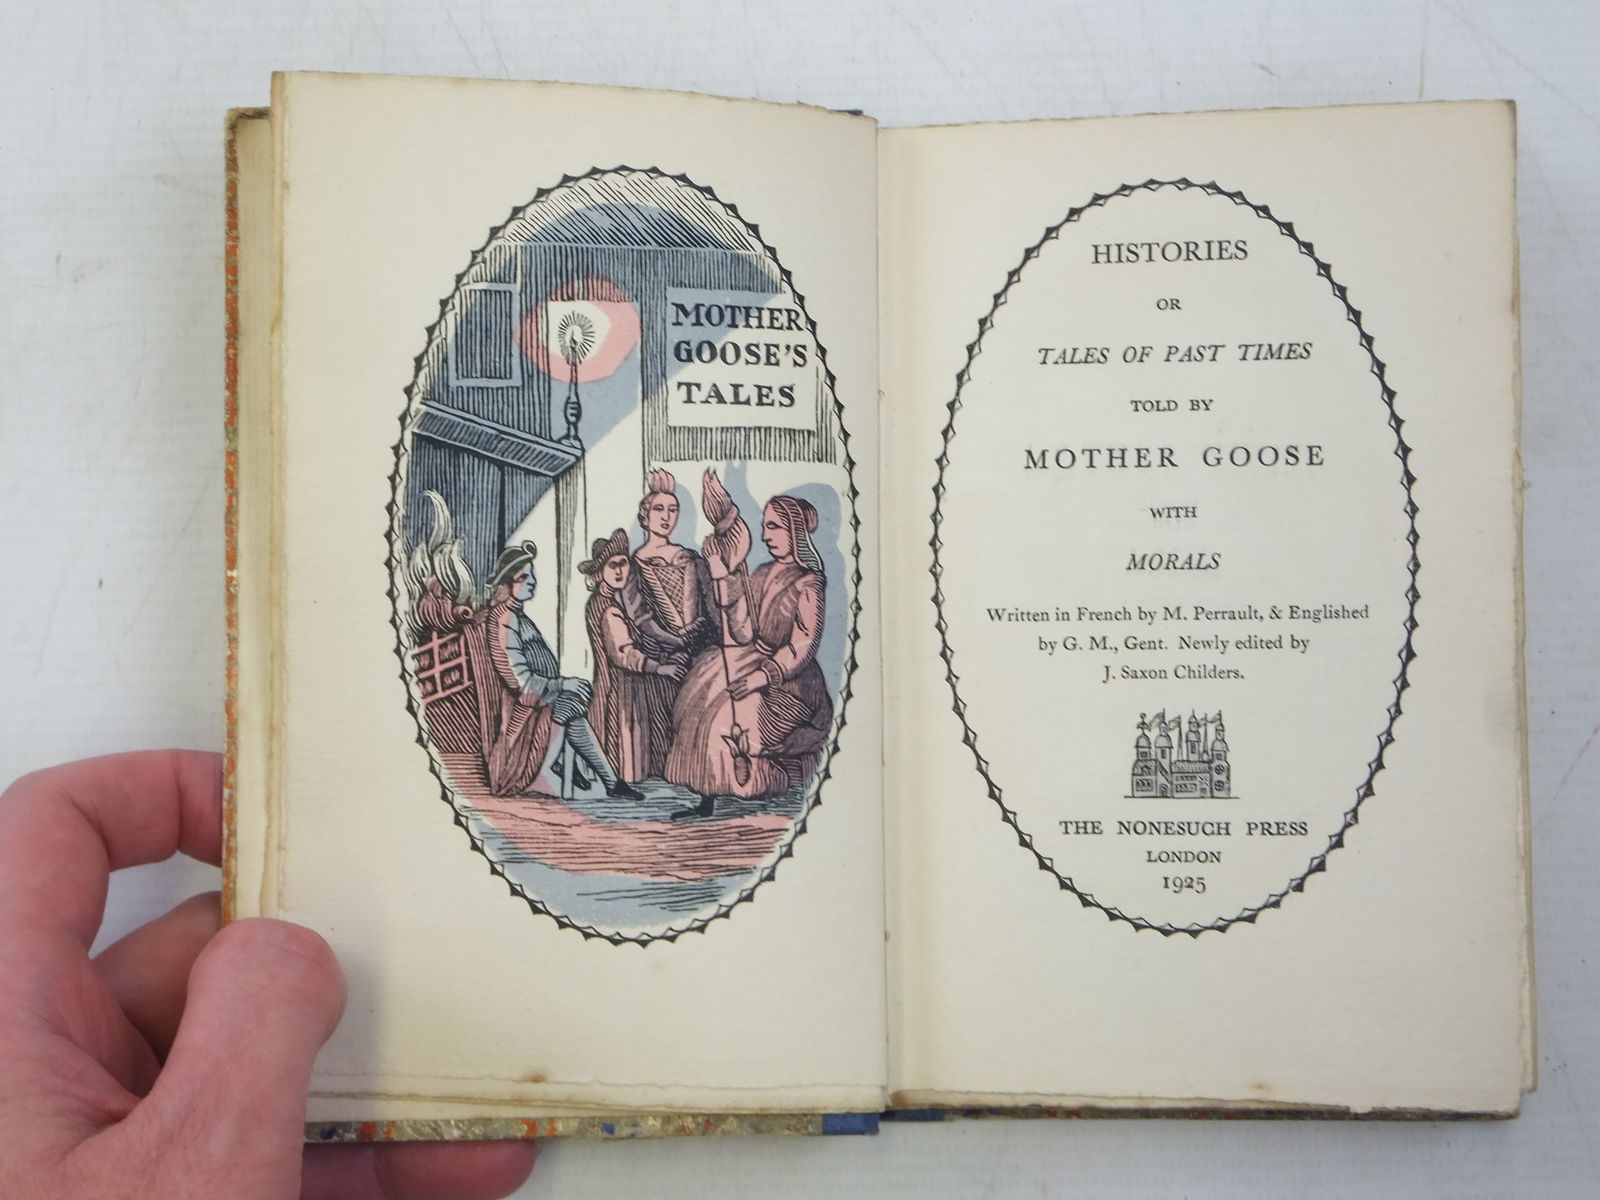 MOTHER
GOOSE'S
TALES
HISTORIES
OR
TALES OF PAST TIMES
TOLD BY
MOTHER GOOSE
WITH
MORALS
Written in French by M. Perrault, & Englished
by G. M., Gent. Newly edited by
J. Saxon Childers.
THE NONESUCH PRESS
LONDON
1925